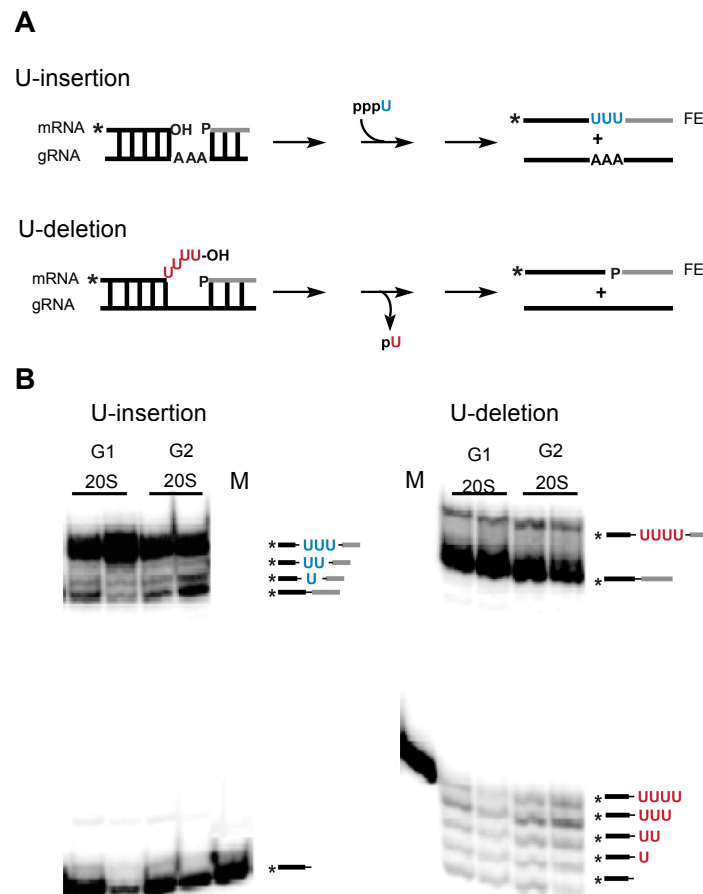 A
U-insertion
pppU
mRNA * OH P UUU FE
gRNA AAA + AAA
U-deletion
UUUU-OH
mRNA * P * P FE
gRNA +
pU
B
U-insertion U-deletion
G1 G2 M G1 G2 M
20S 20S 20S 20S
* UUU
* UU
* U
*
*
* UUUU
*
* UUUU
* UUU
* UU
* U
*